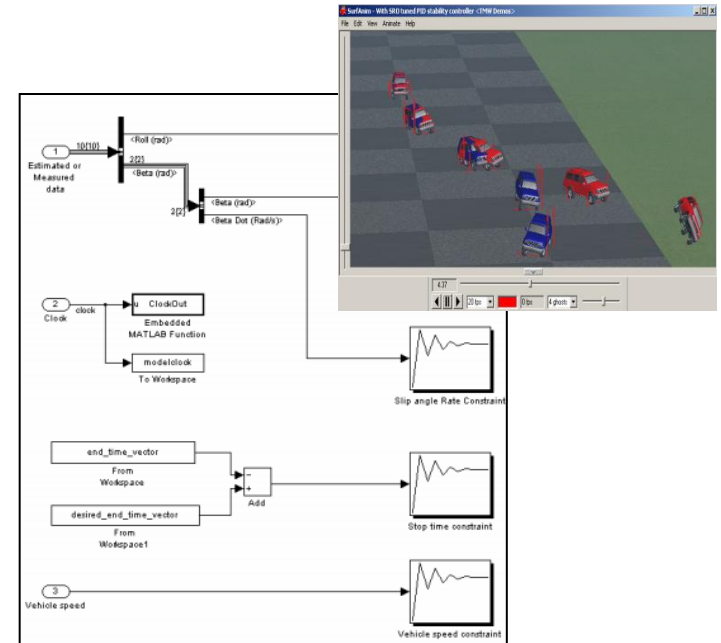 SurfAnim - With SRO tuned PID stability controller <TMW Demos>
File Edit View Animate Help
4.37
20 fps
0 fps
4 ghosts
1
Estimated or
Measured
data
10{10}
<Roll (rad)>
2{2}
<Beta (rad)>
2{2}
<Beta (rad)>
<Beta Dot (Rad/s)>
2
Clock
clock
u
ClockOut
Embedded
MATLAB Function
modelclock
To Workspace
Slip angle Rate Constraint
end_time_vector
From
Workspace
desired_end_time_vector
From
Workspace1
−
+
Add
Stop time constraint
3
Vehicle speed
Vehicle speed constraint